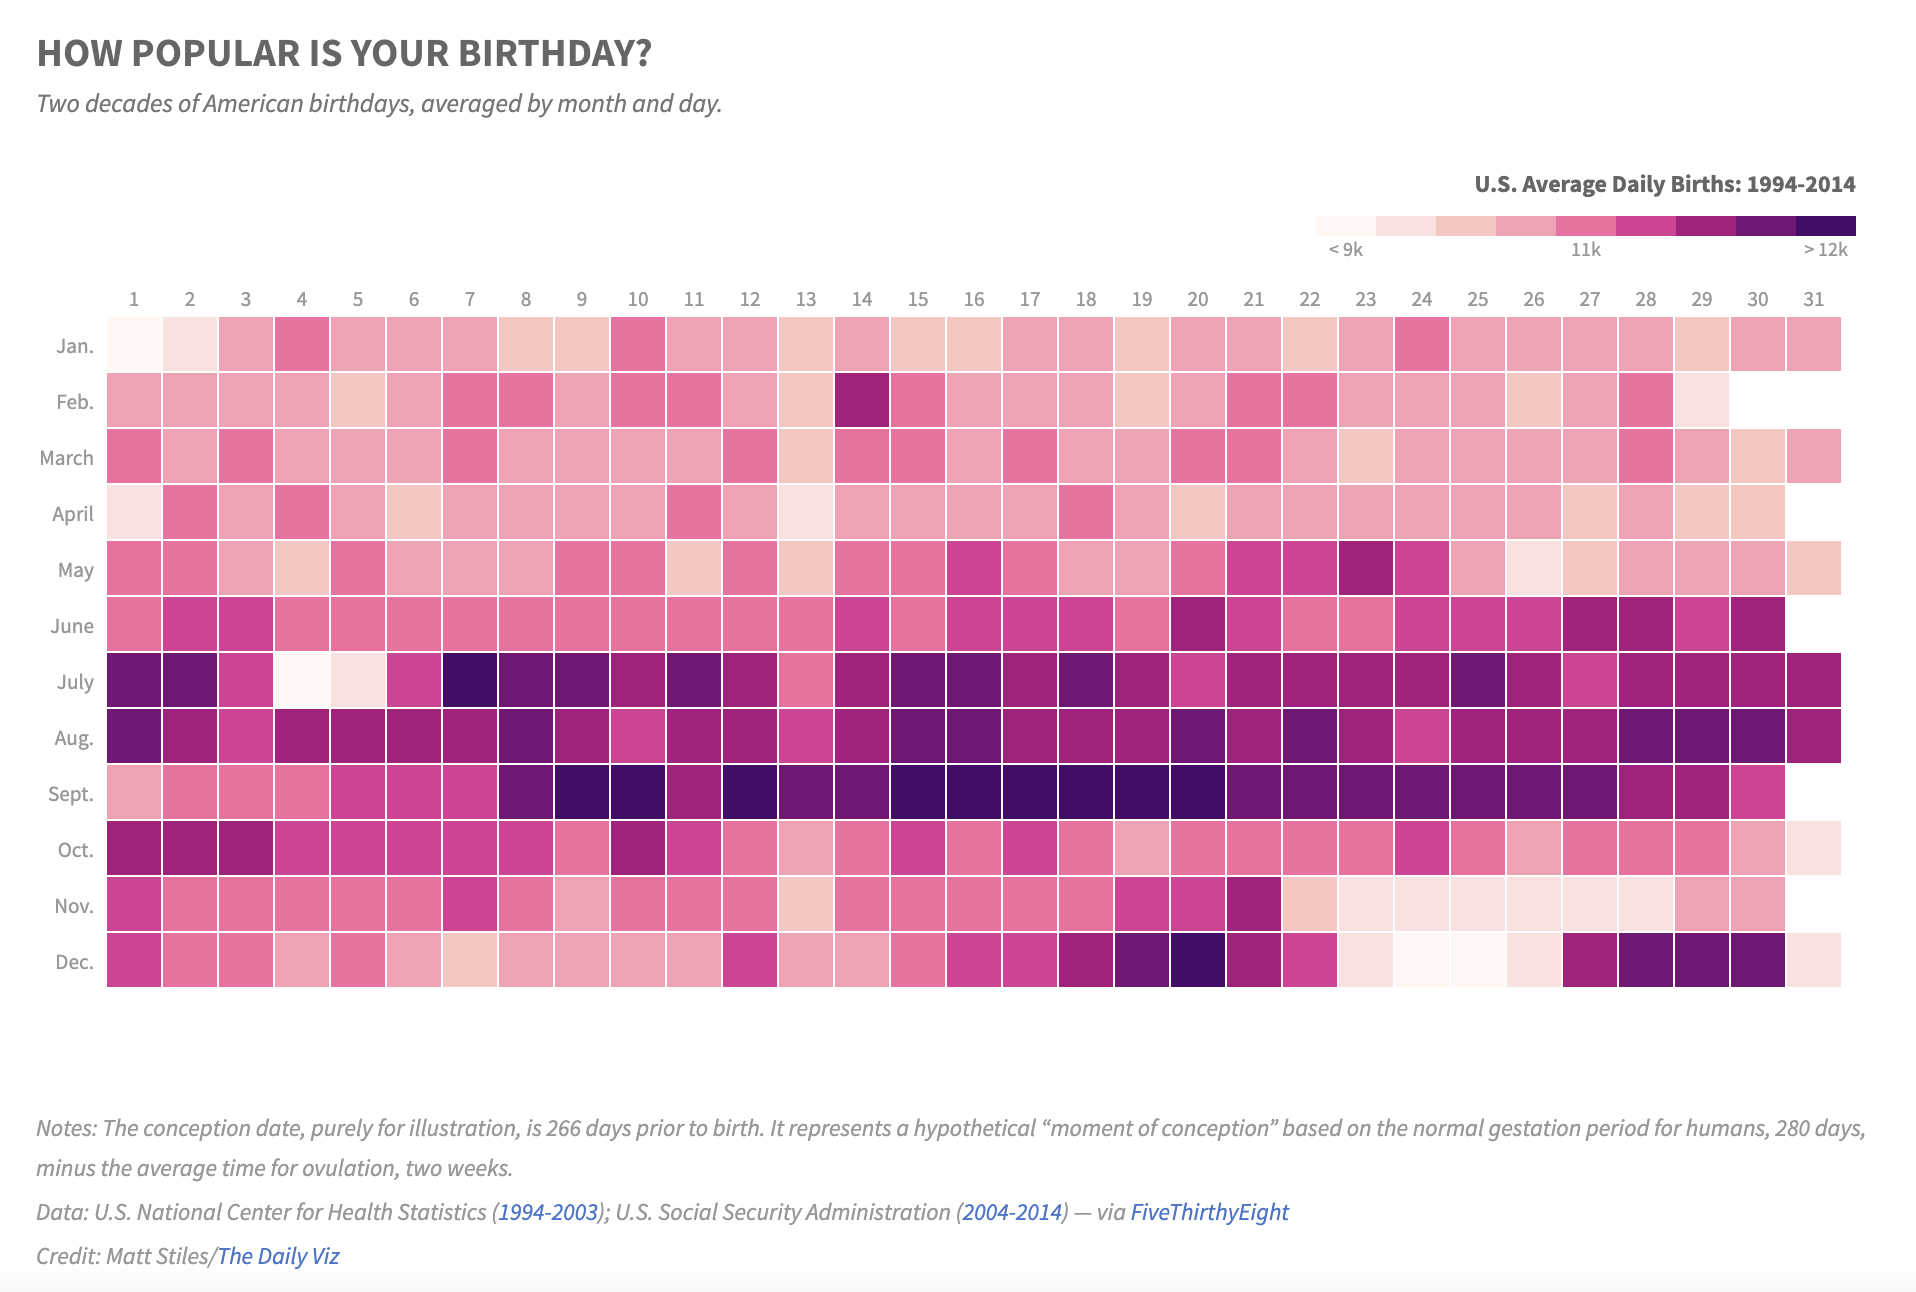 HOW POPULAR IS YOUR BIRTHDAY?
Two decades of American birthdays, averaged by month and day.
U.S. Average Daily Births: 1994-2014
< 9k 11k > 12k
1 2 3 4 5 6 7 8 9 10 11 12 13 14 15 16 17 18 19 20 21 22 23 24 25 26 27 28 29 30 31
Jan.
Feb.
March
April
May
June
July
Aug.
Sept.
Oct.
Nov.
Dec.
Notes: The conception date, purely for illustration, is 266 days prior to birth. It represents a hypothetical “moment of conception” based on the normal gestation period for humans, 280 days,
minus the average time for ovulation, two weeks.
Data: U.S. National Center for Health Statistics (1994-2003); U.S. Social Security Administration (2004-2014) — via FiveThirthyEight
Credit: Matt Stiles/The Daily Viz